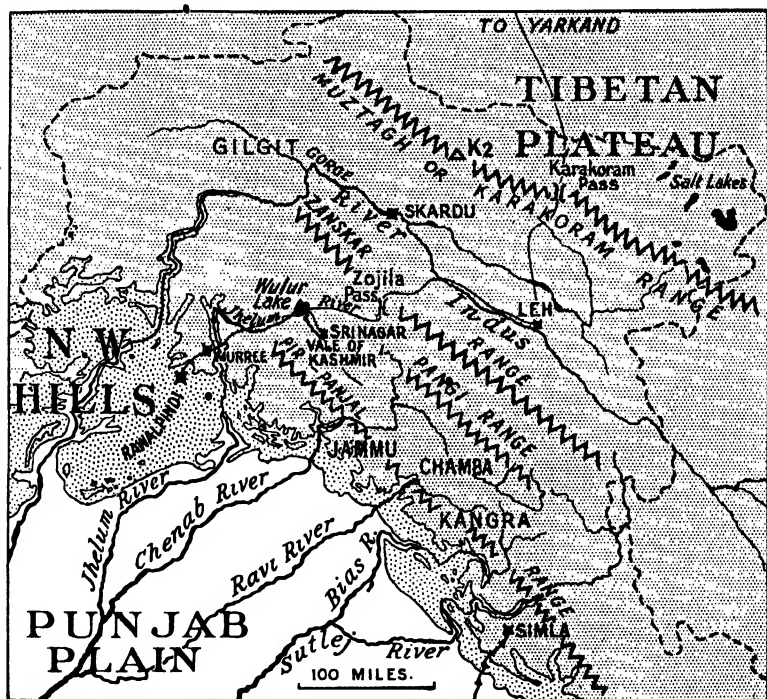 TO YARKAND
TIBETAN
PLATEAU
MUZTAGH OR
KARAKORAM RANGE
K2
Karakoram
Pass
Salt Lakes
GILGIT
GORGE
River
SKARDU
ZANSKAR
RANGE
Zojila
Pass
Wulur
Lake
Jhelum River
Indus
LEH
SRINAGAR
VALE OF
KASHMIR
MURREE
N.W.
HILLS
RAWALPINDI
PIR PANJAL
PANGI RANGE
JAMMU
CHAMBA
KANGRA
RANGE
SIMLA
Jhelum River
Chenab River
Ravi River
Bias R.
Sutle River
PUNJAB
PLAIN
100 MILES.